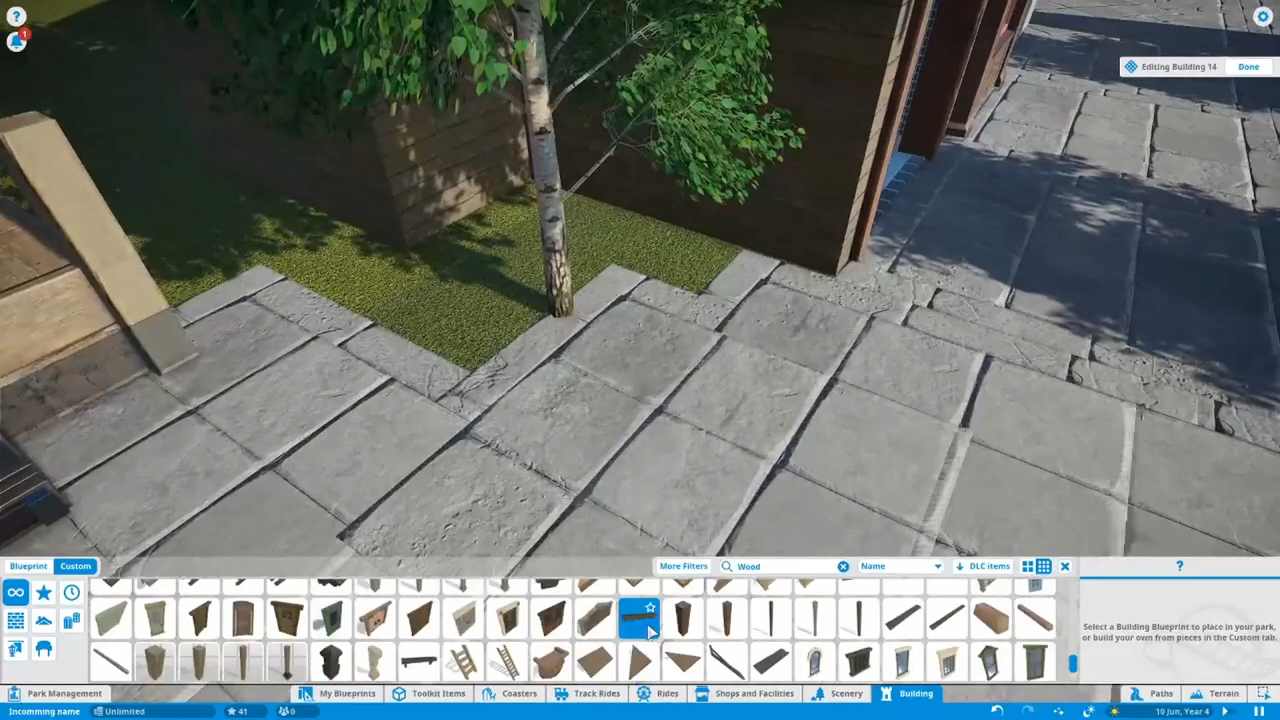 ?
1
Editing Building 14 Done
Blueprint Custom More Filters Wood Name DLC items
?
Select a Building Blueprint to place in your park,
or build your own from pieces in the Custom tab.
Park Management My Blueprints Toolkit Items Coasters Track Rides Rides Shops and Facilities Scenery Building Paths Terrain
Incoming name Unlimited 41 0 10 Jun, Year 4